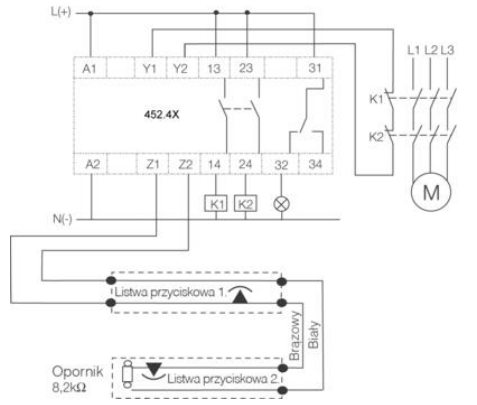 L(+)
A1 Y1 Y2 13 23 31
L1 L2 L3
K1
452.4X
K2
A2 Z1 Z2 14 24 32 34
K1 K2
M
N(-)
Listwa przyciskowa 1.
Brązowy
Biały
Opornik
8,2kΩ
Listwa przyciskowa 2.